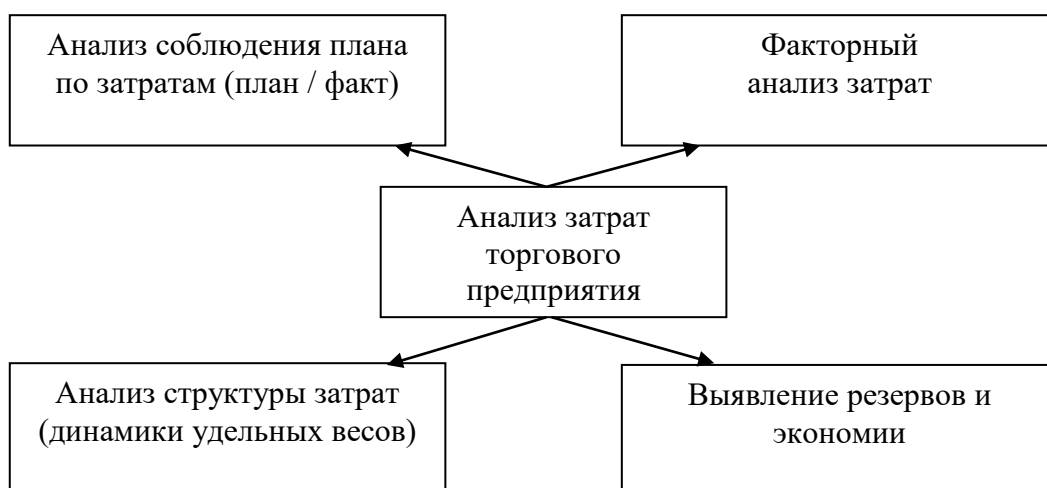 Анализ соблюдения плана
по затратам (план / факт)
Факторный
анализ затрат
Анализ затрат
торгового
предприятия
Анализ структуры затрат
(динамики удельных весов)
Выявление резервов и
экономии